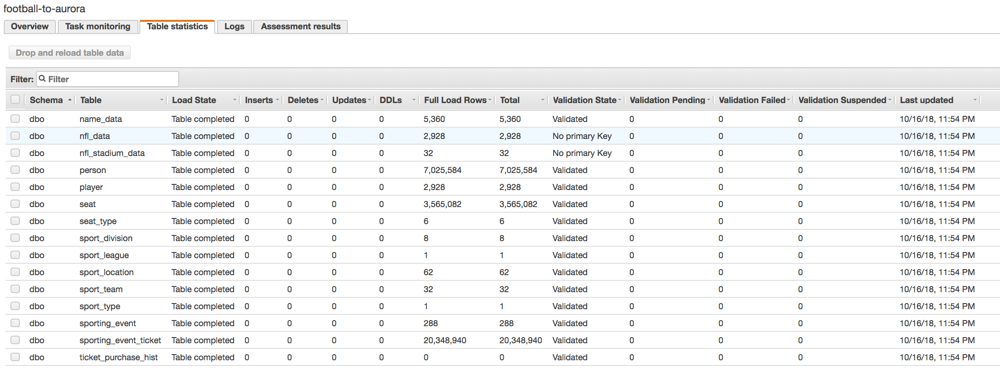 football-to-aurora
Overview Task monitoring Table statistics Logs Assessment results
Drop and reload table data
Filter: Filter
Schema Table Load State Inserts Deletes Updates DDLs Full Load Rows Total Validation State Validation Pending Validation Failed Validation Suspended Last updated
dbo name_data Table completed 0 0 0 0 5,360 5,360 Validated 0 0 0 10/16/18, 11:54 PM
dbo nfl_data Table completed 0 0 0 0 2,928 2,928 No primary Key 0 0 0 10/16/18, 11:54 PM
dbo nfl_stadium_data Table completed 0 0 0 0 32 32 No primary Key 0 0 0 10/16/18, 11:54 PM
dbo person Table completed 0 0 0 0 7,025,584 7,025,584 Validated 0 0 0 10/16/18, 11:54 PM
dbo player Table completed 0 0 0 0 2,928 2,928 Validated 0 0 0 10/16/18, 11:54 PM
dbo seat Table completed 0 0 0 0 3,565,082 3,565,082 Validated 0 0 0 10/16/18, 11:54 PM
dbo seat_type Table completed 0 0 0 0 6 6 Validated 0 0 0 10/16/18, 11:54 PM
dbo sport_division Table completed 0 0 0 0 8 8 Validated 0 0 0 10/16/18, 11:54 PM
dbo sport_league Table completed 0 0 0 0 1 1 Validated 0 0 0 10/16/18, 11:54 PM
dbo sport_location Table completed 0 0 0 0 62 62 Validated 0 0 0 10/16/18, 11:54 PM
dbo sport_team Table completed 0 0 0 0 32 32 Validated 0 0 0 10/16/18, 11:54 PM
dbo sport_type Table completed 0 0 0 0 1 1 Validated 0 0 0 10/16/18, 11:54 PM
dbo sporting_event Table completed 0 0 0 0 288 288 Validated 0 0 0 10/16/18, 11:54 PM
dbo sporting_event_ticket Table completed 0 0 0 0 20,348,940 20,348,940 Validated 0 0 0 10/16/18, 11:54 PM
dbo ticket_purchase_hist Table completed 0 0 0 0 0 0 Validated 0 0 0 10/16/18, 11:54 PM